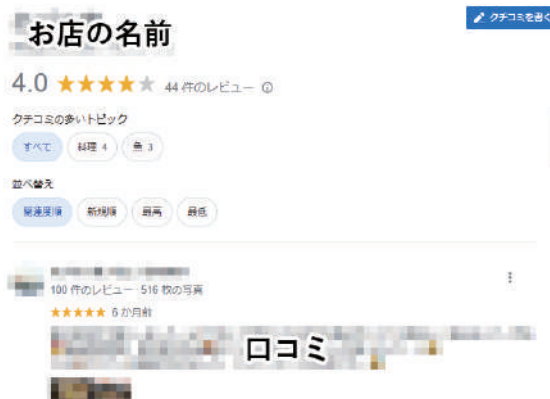 お店の名前
クチコミを書く
4.0 44 件のレビュー
クチコミの多いトピック
すべて 料理 4 魚 3
並べ替え
関連度順 新規順 最高 最低
100 件のレビュー·516 枚の写真
6 か月前
口コミ